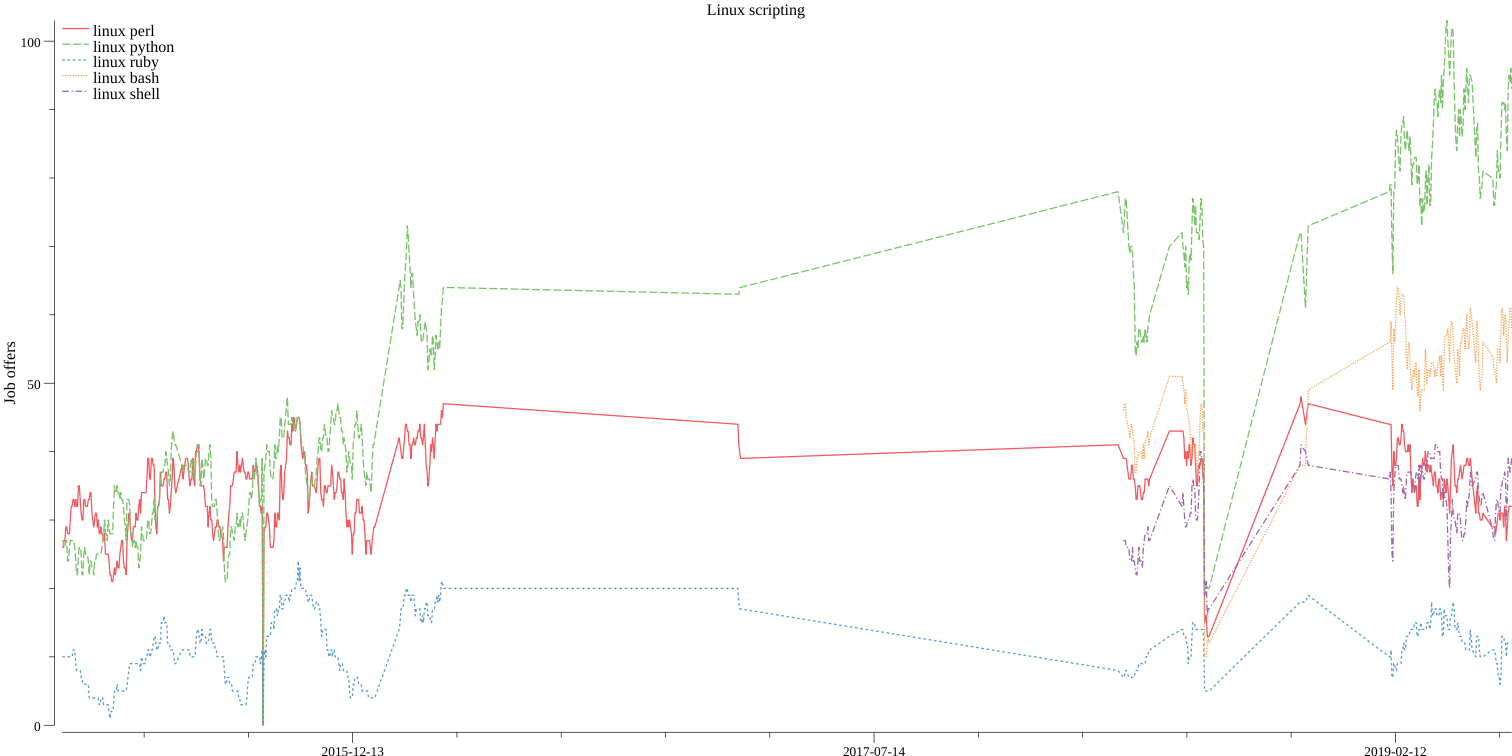 Linux scripting
linux perl
linux python
linux ruby
linux bash
linux shell
Job offers
100
50
0
2015-12-13
2017-07-14
2019-02-12